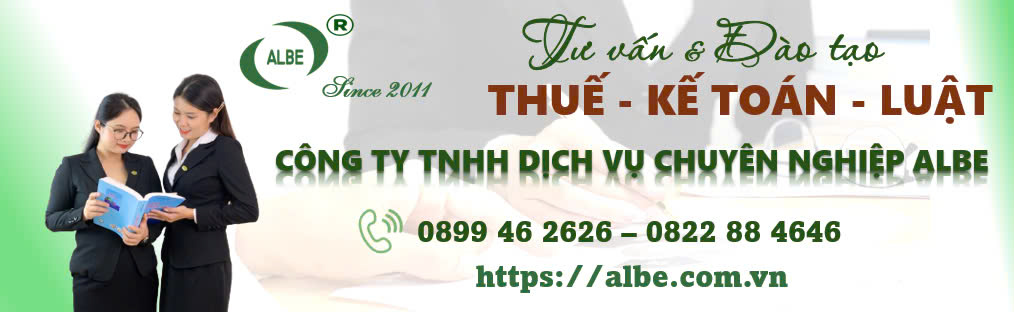 ALBE
®
Since 2011
Tư vấn & Đào tạo
THUẾ - KẾ TOÁN - LUẬT
CÔNG TY TNHH DỊCH VỤ CHUYÊN NGHIỆP ALBE
0899 46 2626 – 0822 88 4646
https://albe.com.vn